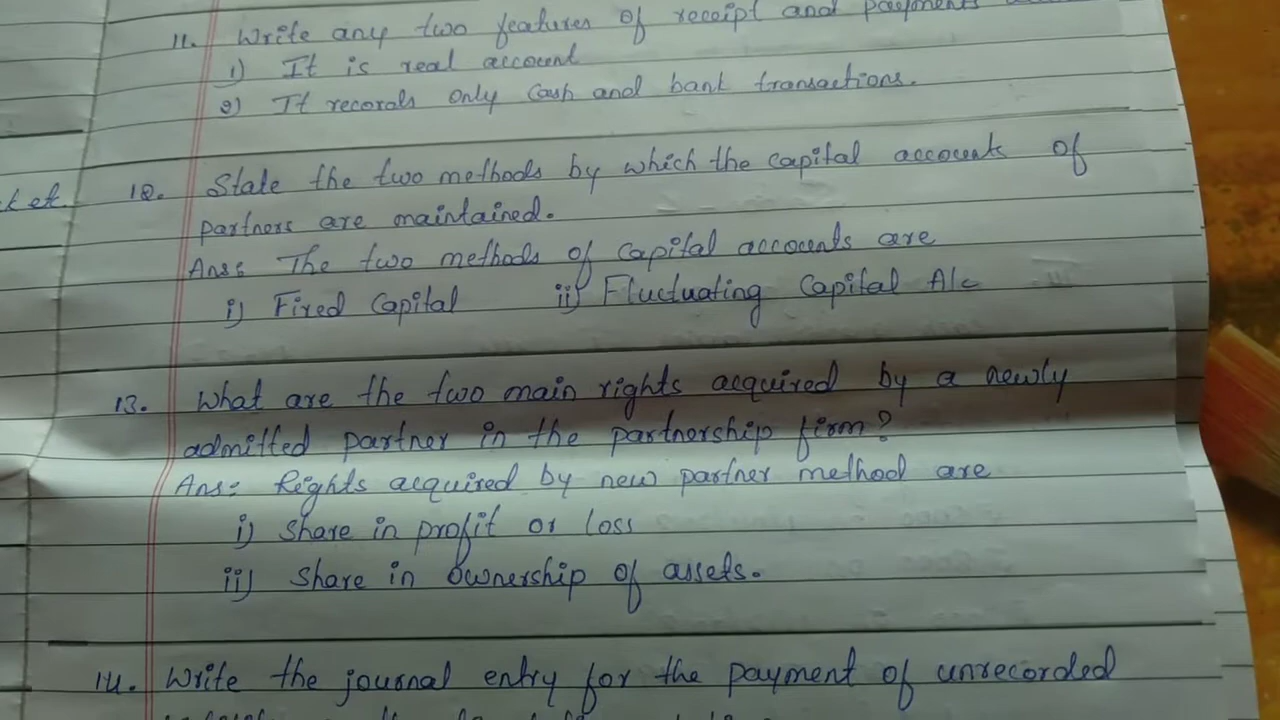 11. Write any two features of receipt and payments
1) It is real account
2) It records only Cash and bank transactions.
12. State the two methods by which the capital accounts of
partners are maintained.
Ans: The two methods of Capital accounts are
i) Fixed Capital ii) Fluctuating Capital A/c
13. What are the two main rights acquired by a newly
admitted partner in the partnership firm?
Ans: Rights acquired by new partner method are
i) Share in profit or loss
ii) Share in Ownership of assets.
14. Write the journal entry for the payment of unrecorded